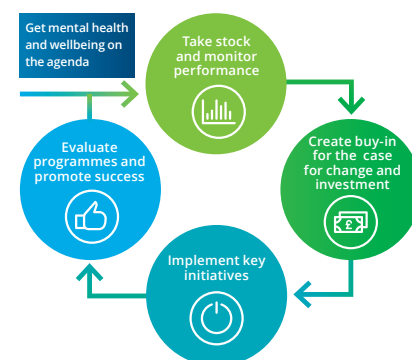 Get mental health
and wellbeing on
the agenda
Take stock
and monitor
performance
Create buy-in
for the case
for change and
investment
£
Implement key
initiatives
Evaluate
programmes and
promote success